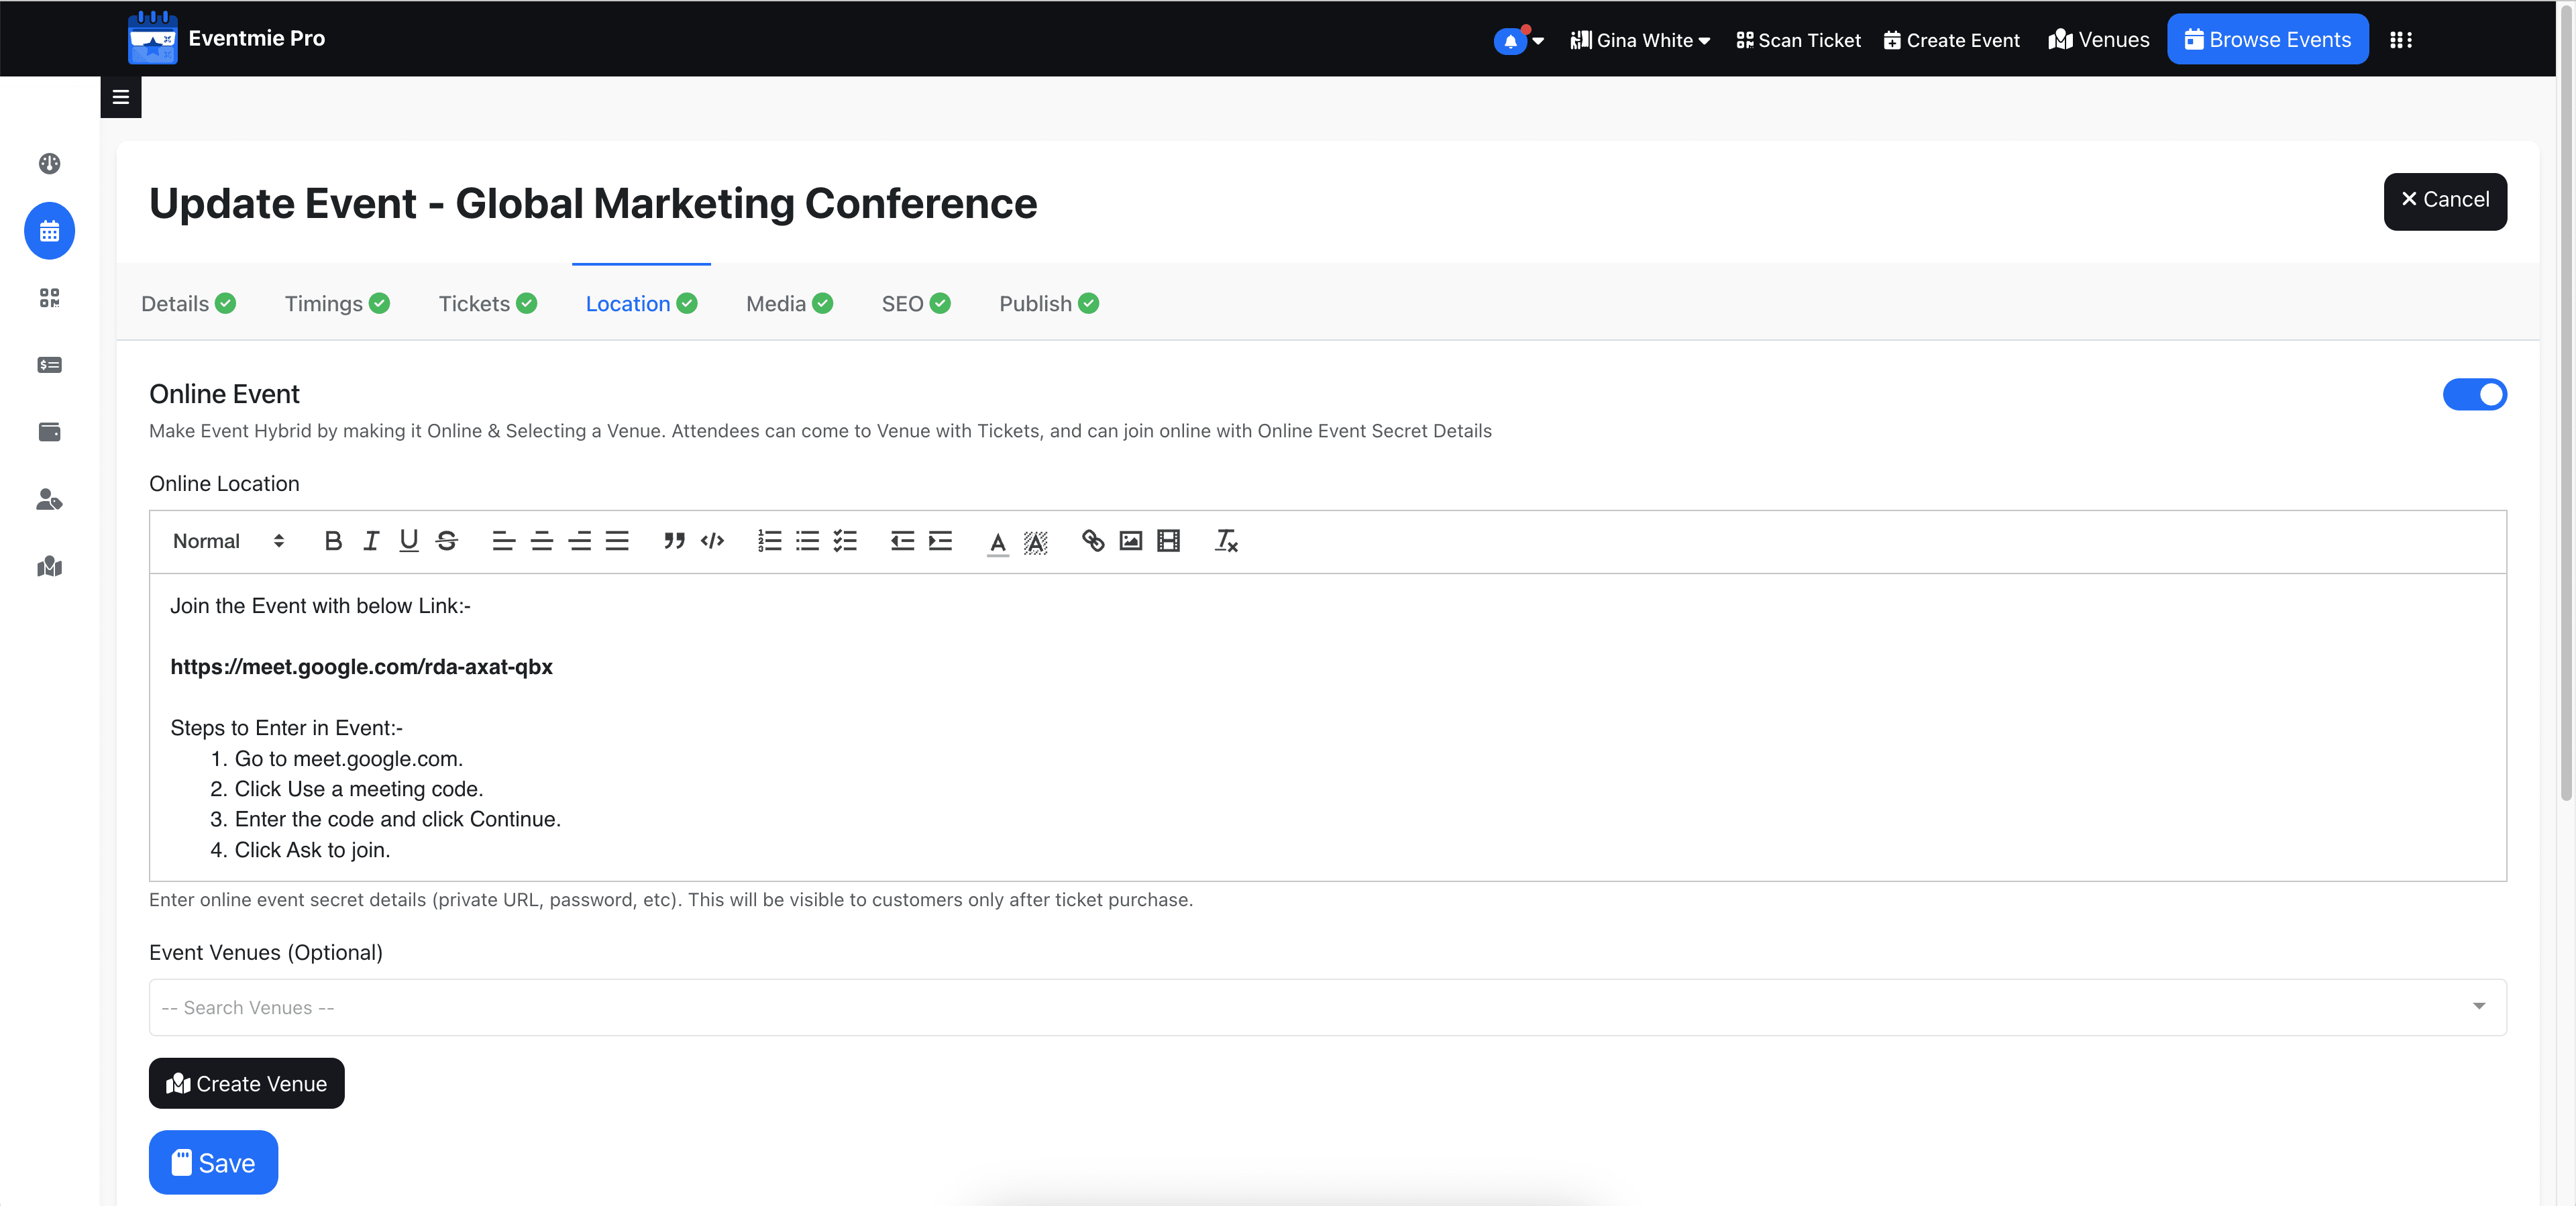 Eventmie Pro
Gina White
Scan Ticket
Create Event
Venues
Browse Events
Update Event - Global Marketing Conference
Cancel
Details
Timings
Tickets
Location
Media
SEO
Publish
Online Event
Make Event Hybrid by making it Online & Selecting a Venue. Attendees can come to Venue with Tickets, and can join online with Online Event Secret Details
Online Location
Normal
Join the Event with below Link:-
https://meet.google.com/rda-axat-qbx
Steps to Enter in Event:-
1. Go to meet.google.com.
2. Click Use a meeting code.
3. Enter the code and click Continue.
4. Click Ask to join.
Enter online event secret details (private URL, password, etc). This will be visible to customers only after ticket purchase.
Event Venues (Optional)
-- Search Venues --
Create Venue
Save